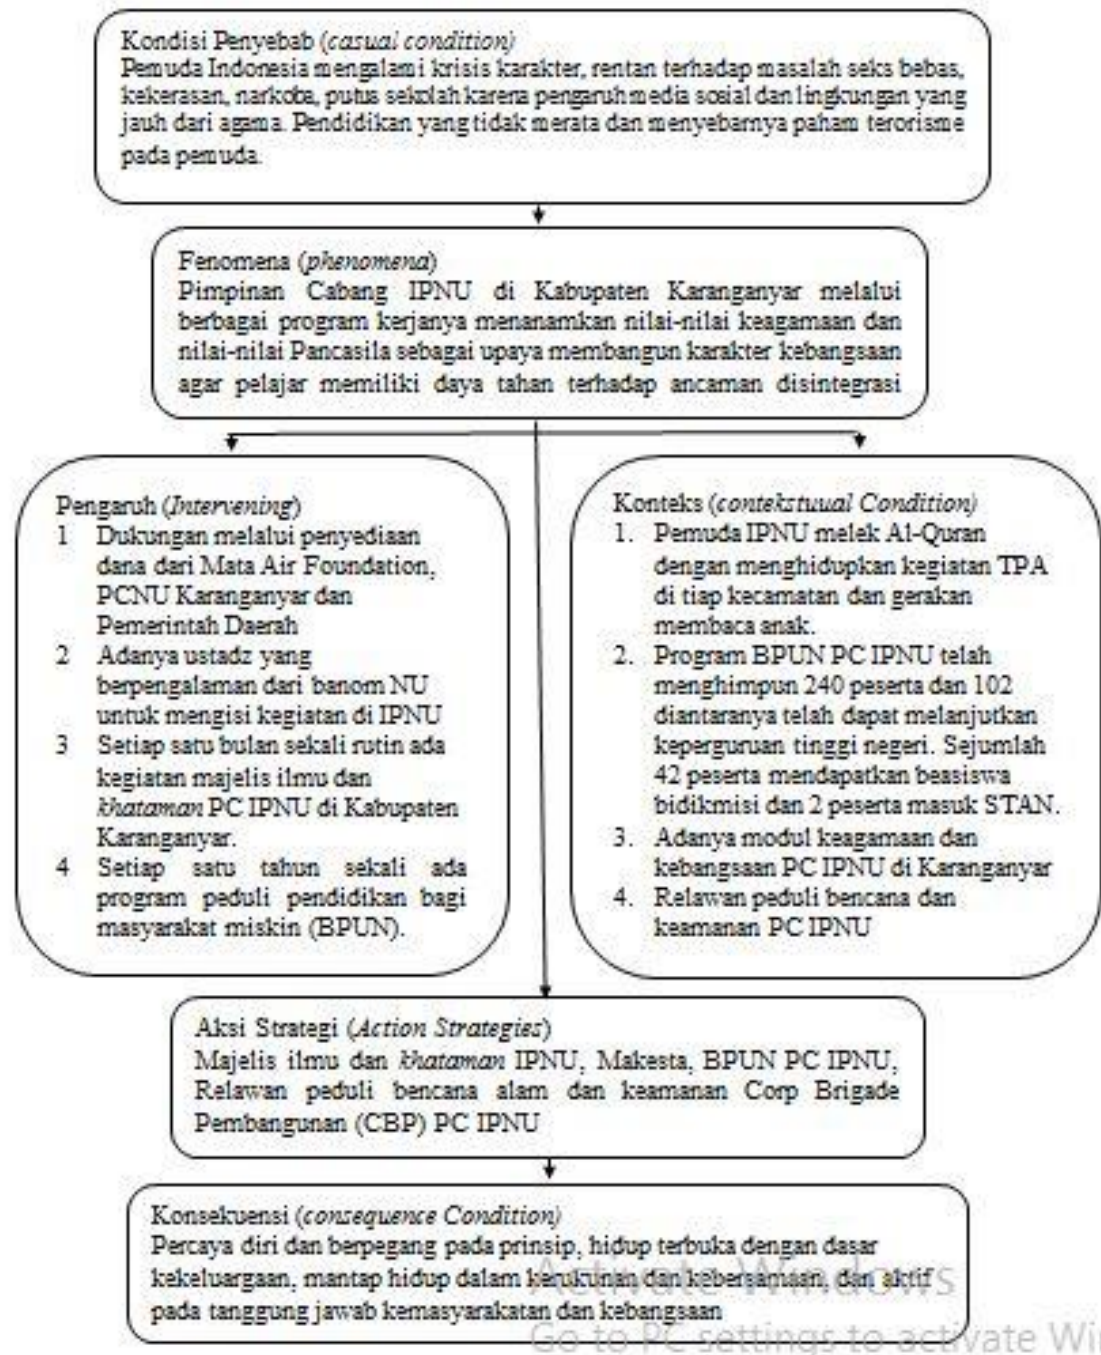 Kondisi Penyebab (casual condition)
Pemuda Indonesia mengalami krisis karakter, rentan terhadap masalah seks bebas,
kekerasan, narkoba, putus sekolah karena pengaruh media sosial dan lingkungan yang
jauh dari agama. Pendidikan yang tidak merata dan menyebarnya paham terorisme
pada pemuda.
Fenomena (phenomena)
Pimpinan Cabang IPNU di Kabupaten Karanganyar melalui
berbagai program kerjanya menanamkan nilai-nilai keagamaan dan
nilai-nilai Pancasila sebagai upaya membangun karakter kebangsaan
agar pelajar memiliki daya tahan terhadap ancaman disintegrasi
Pengaruh (Intervening)
1 Dukungan melalui penyediaan
dana dari Mata Air Foundation,
PCNU Karanganyar dan
Pemerintah Daerah
2 Adanya ustadz yang
berpengalaman dari banom NU
untuk mengisi kegiatan di IPNU
3 Setiap satu bulan sekali rutin ada
kegiatan majelis ilmu dan
khataman PC IPNU di Kabupaten
Karanganyar.
4 Setiap satu tahun sekali ada
program peduli pendidikan bagi
masyarakat miskin (BPUN).
Konteks (contekstuual Condition)
1. Pemuda IPNU melek Al-Quran
dengan menghidupkan kegiatan TPA
di tiap kecamatan dan gerakan
membaca anak.
2. Program BPUN PC IPNU telah
menghimpun 240 peserta dan 102
diantaranya telah dapat melanjutkan
keperguruan tinggi negeri. Sejumlah
42 peserta mendapatkan beasiswa
bidikmisi dan 2 peserta masuk STAN.
3. Adanya modul keagamaan dan
kebangsaan PC IPNU di Karanganyar
4. Relawan peduli bencana dan
keamanan PC IPNU
Aksi Strategi (Action Strategies)
Majelis ilmu dan khataman IPNU, Makesta, BPUN PC IPNU,
Relawan peduli bencana alam dan keamanan Corp Brigade
Pembangunan (CBP) PC IPNU
Konsekuensi (consequence Condition)
Percaya diri dan berpegang pada prinsip, hidup terbuka dengan dasar
kekeluargaan, mantap hidup dalam kerukunan dan kebersamaan, dan aktif
pada tanggung jawab kemasyarakatan dan kebangsaan
Activate Windows
Go to PC settings to activate Wi